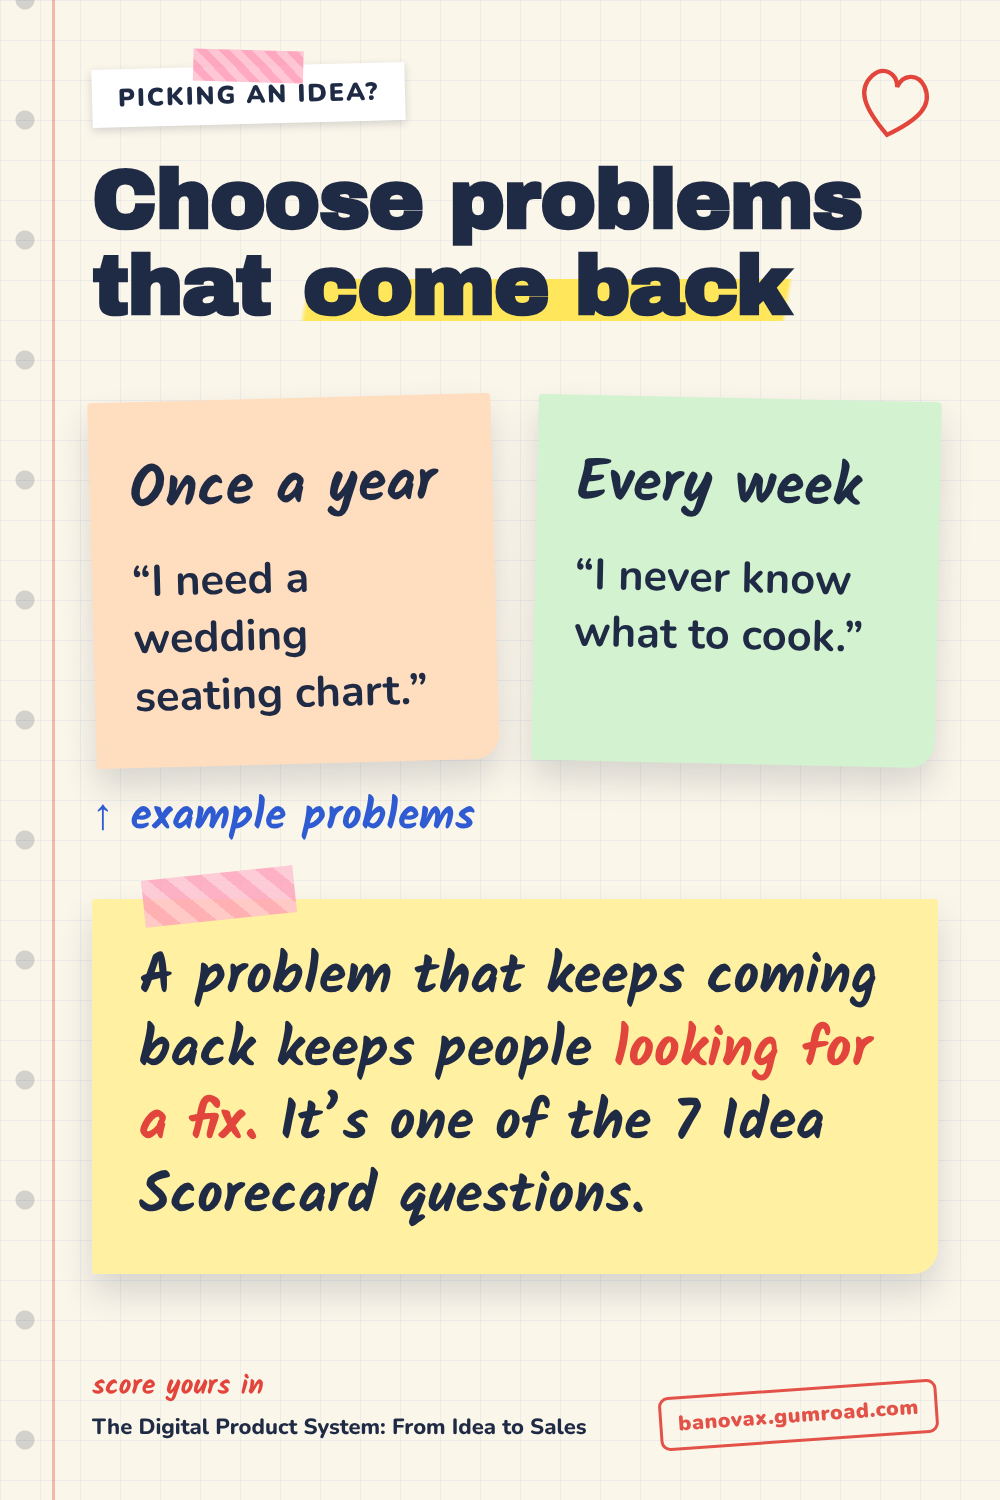 PICKING AN IDEA?
Choose problems
that come back
Once a year
“I need a
wedding
seating chart.”
Every week
“I never know
what to cook.”
↑ example problems
A problem that keeps coming
back keeps people looking for
a fix. It’s one of the 7 Idea
Scorecard questions.
score yours in
The Digital Product System: From Idea to Sales
banovax.gumroad.com